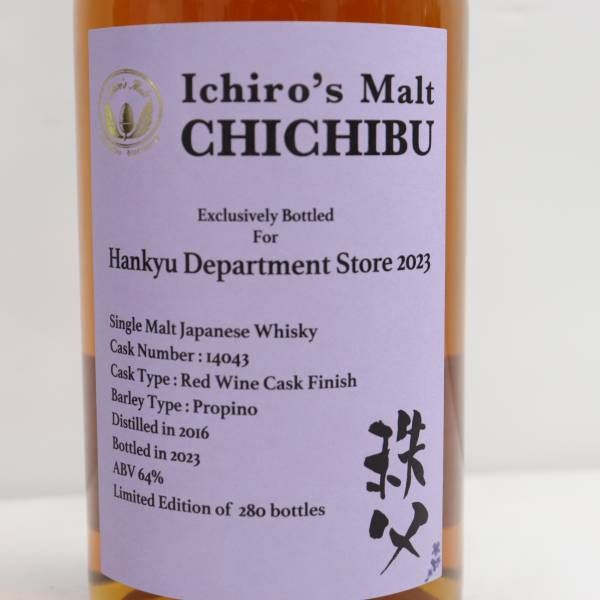 Ichiro's Malt
CHICHIBU
Exclusively Bottled
For
Hankyu Department Store 2023
Single Malt Japanese Whisky
Cask Number : 14043
Cask Type : Red Wine Cask Finish
Barley Type : Propino
Distilled in 2016
Bottled in 2023
ABV 64%
Limited Edition of 280 bottles
秩父